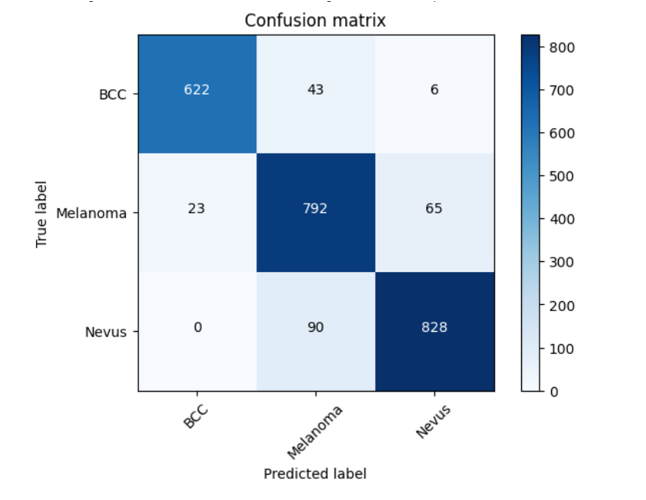 Confusion matrix
BCC 622 43 6
Melanoma 23 792 65
Nevus 0 90 828
BCC Melanoma Nevus
Predicted label
True label
800
700
600
500
400
300
200
100
0